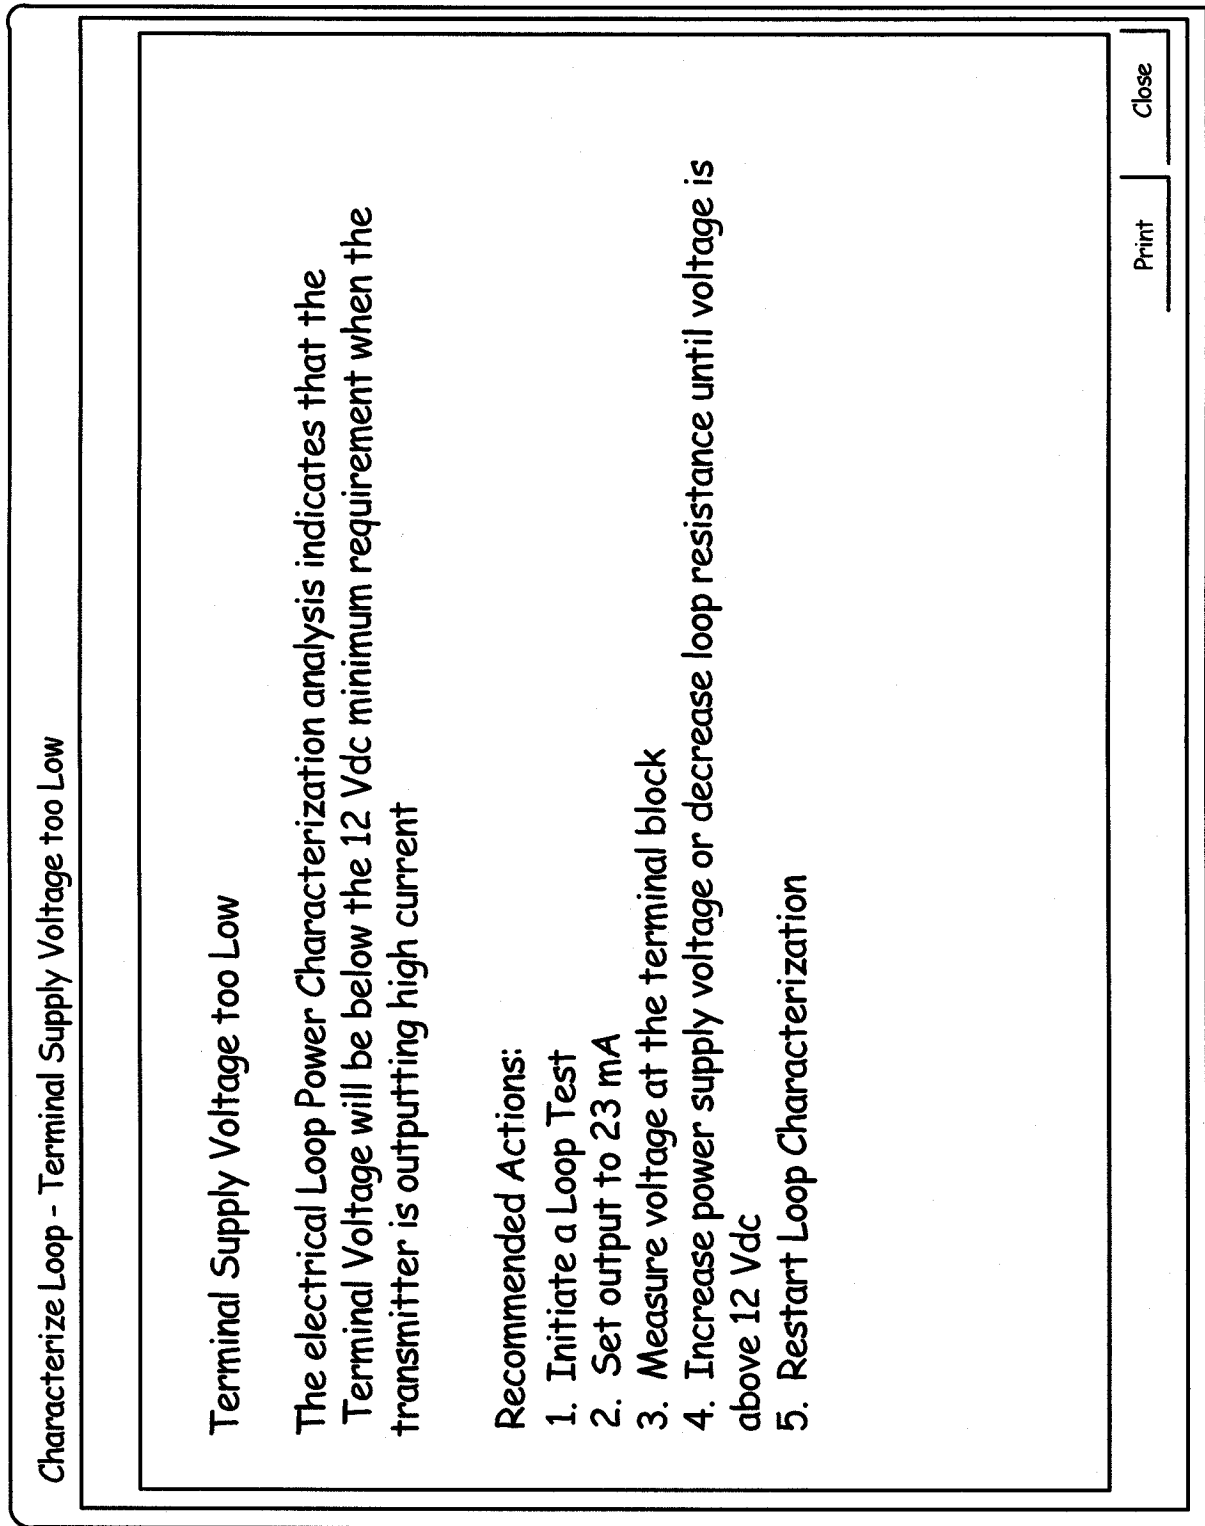 Characterize Loop - Terminal Supply Voltage too Low
Terminal Supply Voltage too Low
The electrical Loop Power Characterization analysis indicates that the
Terminal Voltage will be below the 12 Vdc minimum requirement when the
transmitter is outputting high current
Recommended Actions:
1. Initiate a Loop Test
2. Set output to 23 mA
3. Measure voltage at the terminal block
4. Increase power supply voltage or decrease loop resistance until voltage is
above 12 Vdc
5. Restart Loop Characterization
Print
Close